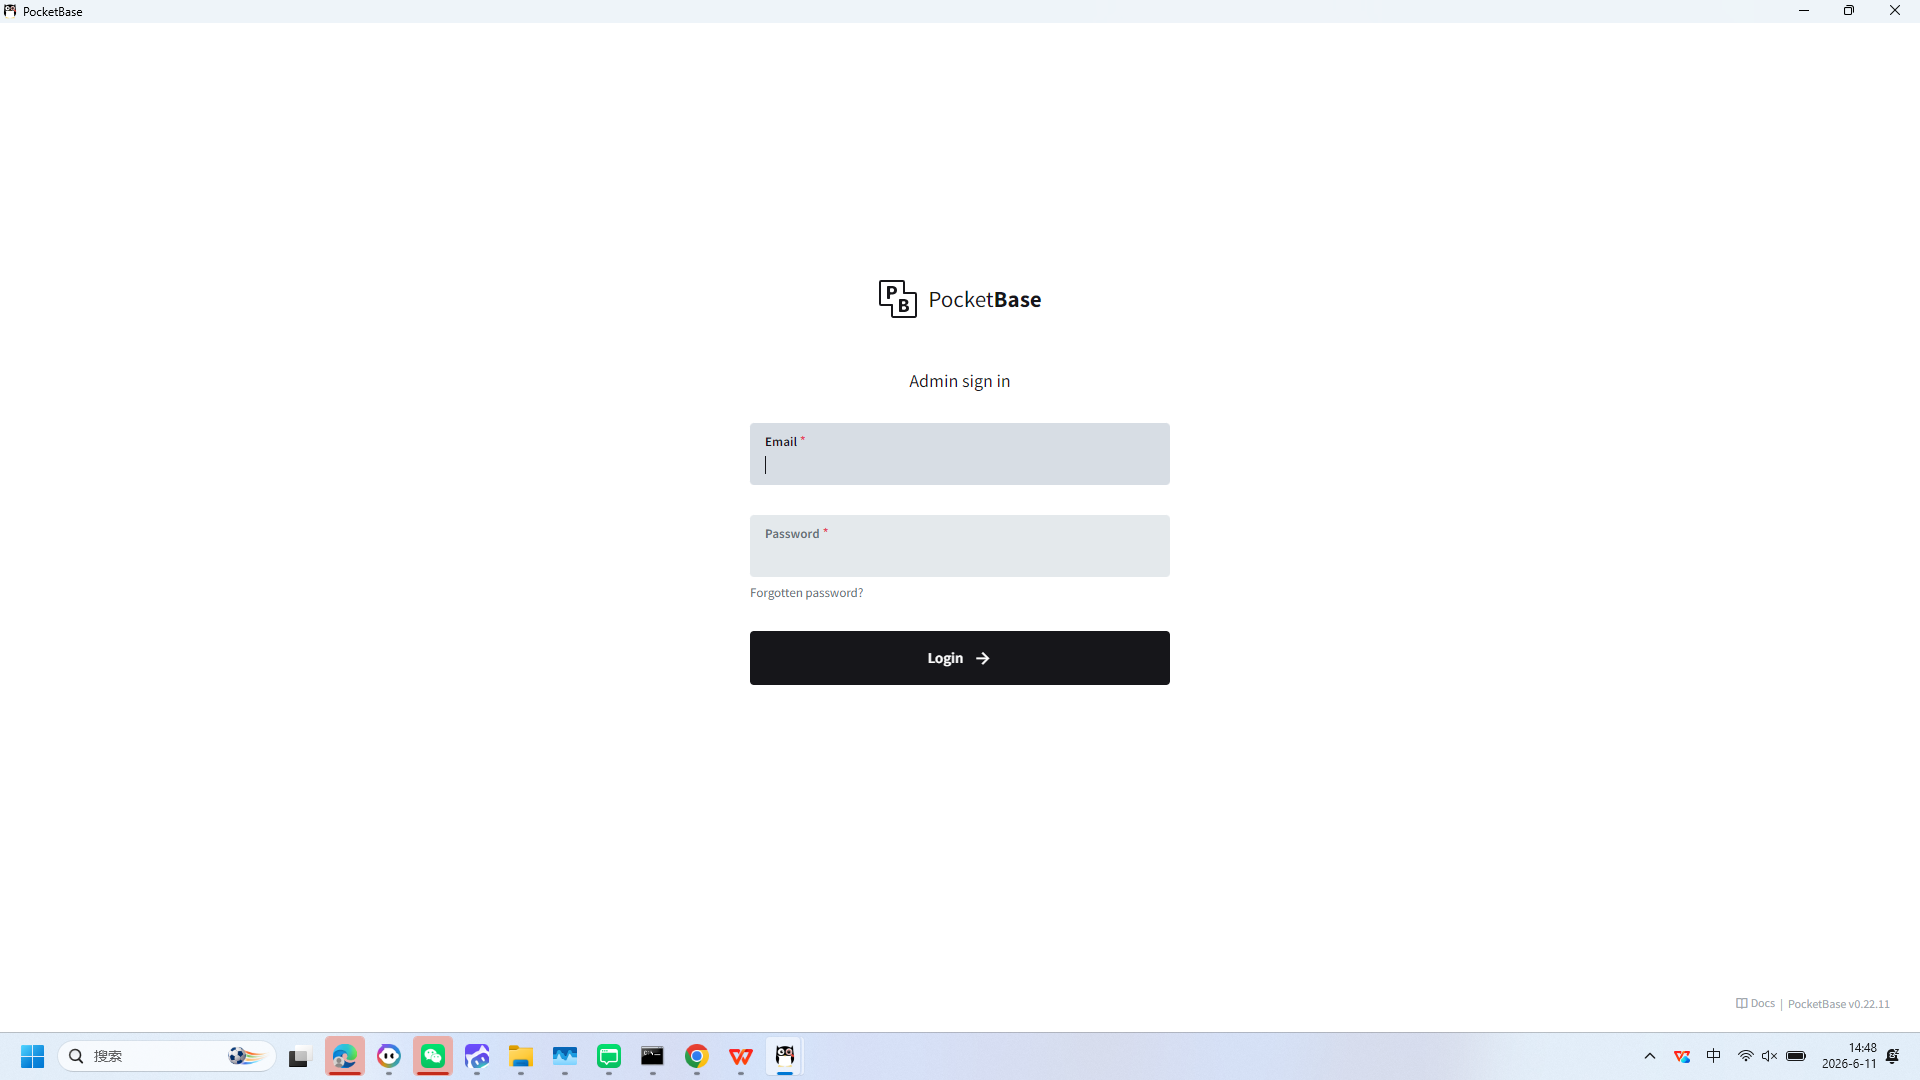 PocketBase
PocketBase
Admin sign in
Email *
Password *
Forgotten password?
Login
Docs | PocketBase v0.22.11
搜索
中
14:48
2026-6-11